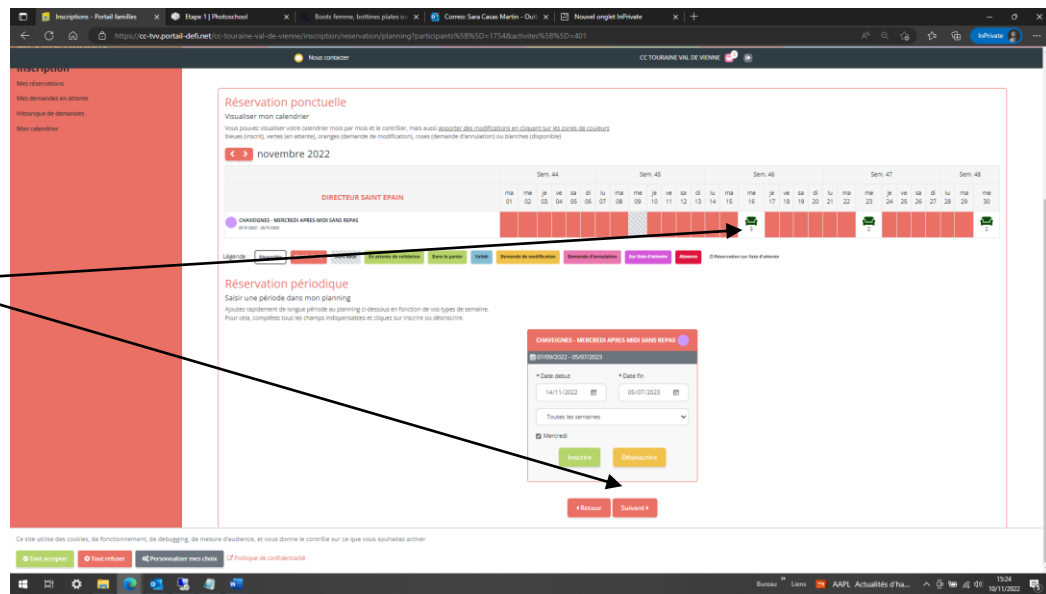 Inscriptions - Portail familles
Etape 1 | Photoschool
Boots femme, bottines plates o
Correo: Sara Casas Martin - Outl
Nouvel onglet InPrivate
https://cc-tvv.portail-defi.net/cc-touraine-val-de-vienne/inscription/reservation/planning?participants%5B%5D=1754&activites%5B%5D=401
InPrivate
Nous contacter
CC TOURAINE VAL DE VIENNE
Inscription
Mes réservations
Mes demandes en attente
Historique de demandes
Mon calendrier
Réservation ponctuelle
Visualiser mon calendrier
Vous pouvez visualiser votre calendrier mois par mois et le contrôler, mais aussi apporter des modifications en cliquant sur les zones de couleurs
bleues (inscrit), vertes (en attente), oranges (demande de modification), roses (demande d'annulation) ou blanches (disponible)
novembre 2022
Sem. 44 Sem. 45 Sem. 46 Sem. 47 Sem. 48
DIRECTEUR SAINT EPAIN
ma me je ve sa di lu ma me je ve sa di lu ma me je ve sa di lu ma me je ve sa di lu ma me
01 02 03 04 05 06 07 08 09 10 11 12 13 14 15 16 17 18 19 20 21 22 23 24 25 26 27 28 29 30
CHAVEIGNES - MERCREDI APRES-MIDI SANS REPAS
3 2 2
Légende :
En attente de validation
Dans le panier
Validé
Demande de modification
Demande d'annulation
Sur liste d'attente
Absence
Réservation sur liste d'attente
Réservation périodique
Saisir une période dans mon planning
Ajoutez rapidement de longue période au planning ci-dessous en fonction de vos types de semaine.
Pour cela, complétez tous les champs indispensables et cliquez sur inscrire ou désinscrire.
CHAVEIGNES - MERCREDI APRES-MIDI SANS REPAS
07/09/2022 - 05/07/2023
* Date début * Date fin
14/11/2022 05/07/2023
Toutes les semaines
Mercredi
Inscrire Désinscrire
Retour Suivant
Ce site utilise des cookies, de fonctionnement, de debugging, de mesure d'audience, et vous donne le contrôle sur ce que vous souhaitez activer
Tout accepter
Tout refuser
Personnaliser mes choix
Politique de confidentialité
Bureau
Liens
AAPL Actualités d'ha...
15:24
10/11/2022